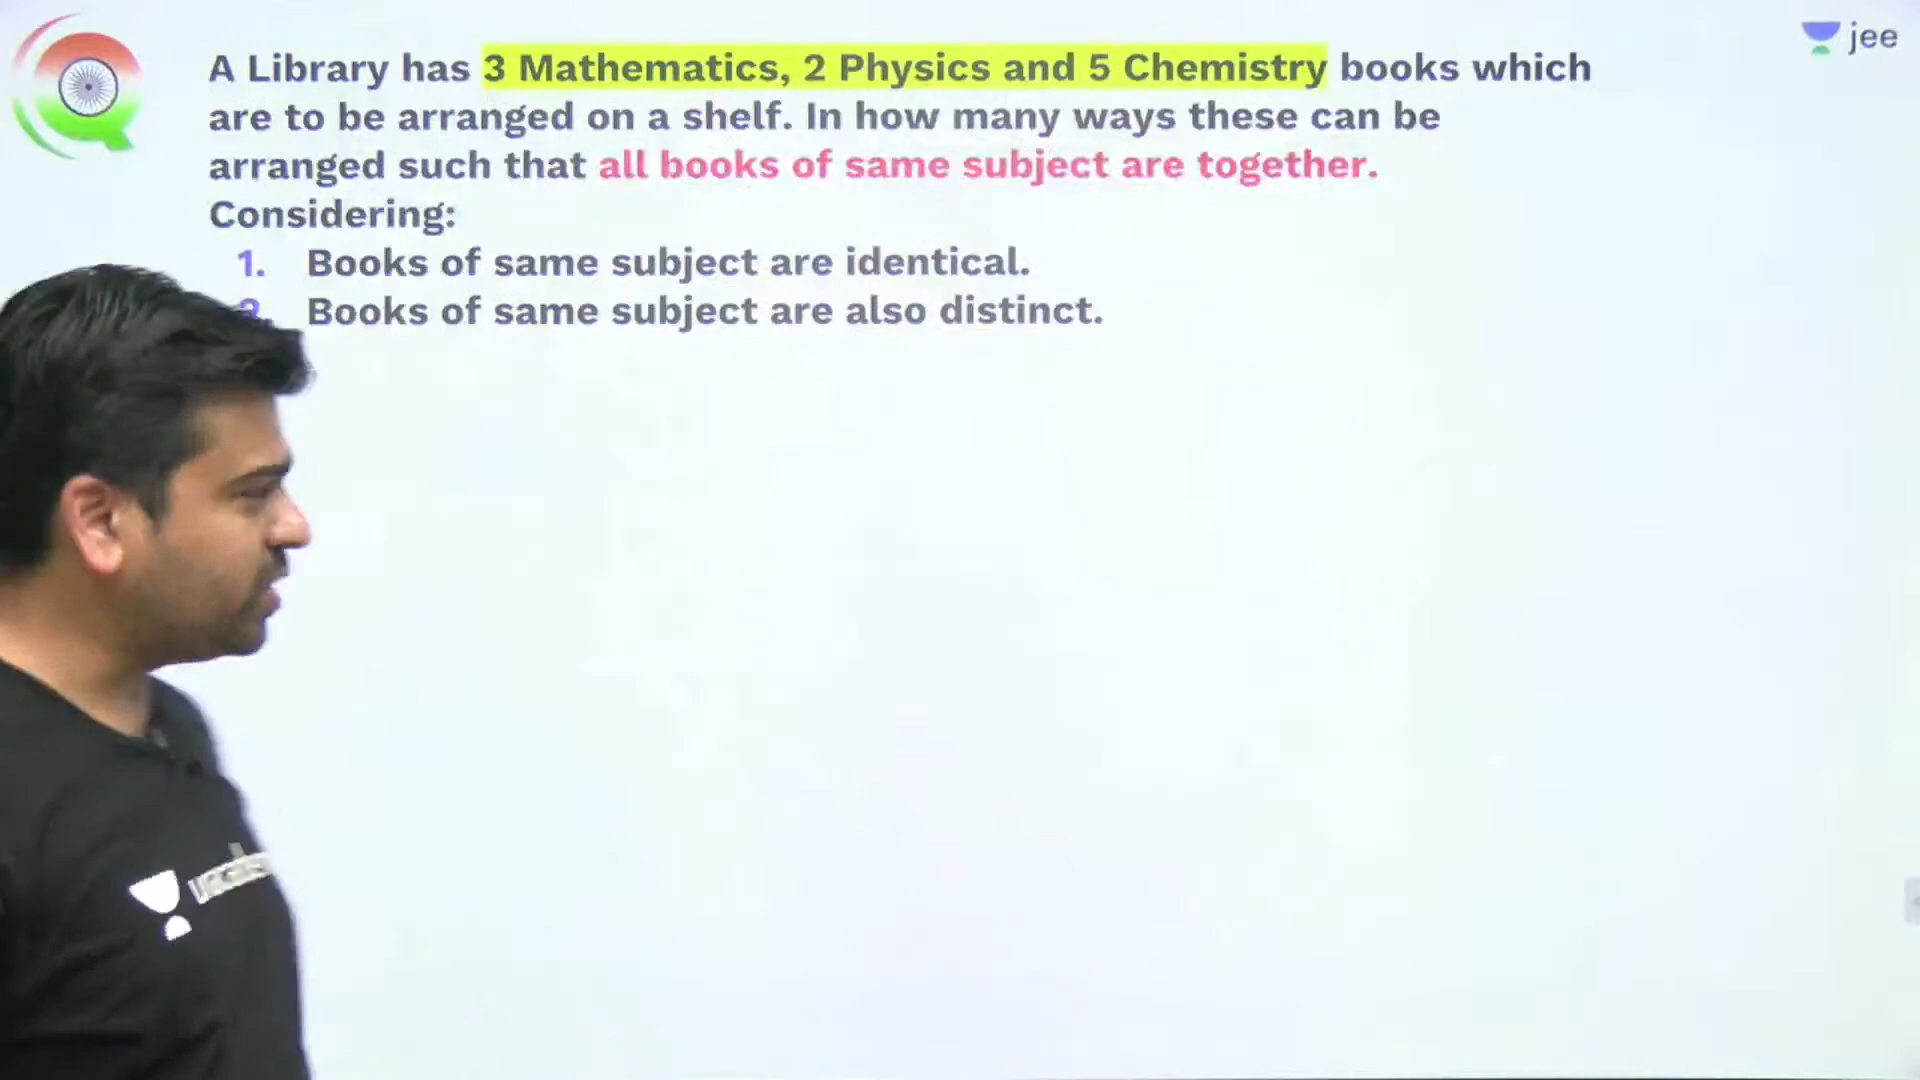 jee
A Library has 3 Mathematics, 2 Physics and 5 Chemistry books which
are to be arranged on a shelf. In how many ways these can be
arranged such that all books of same subject are together.
Considering:
1. Books of same subject are identical.
Books of same subject are also distinct.